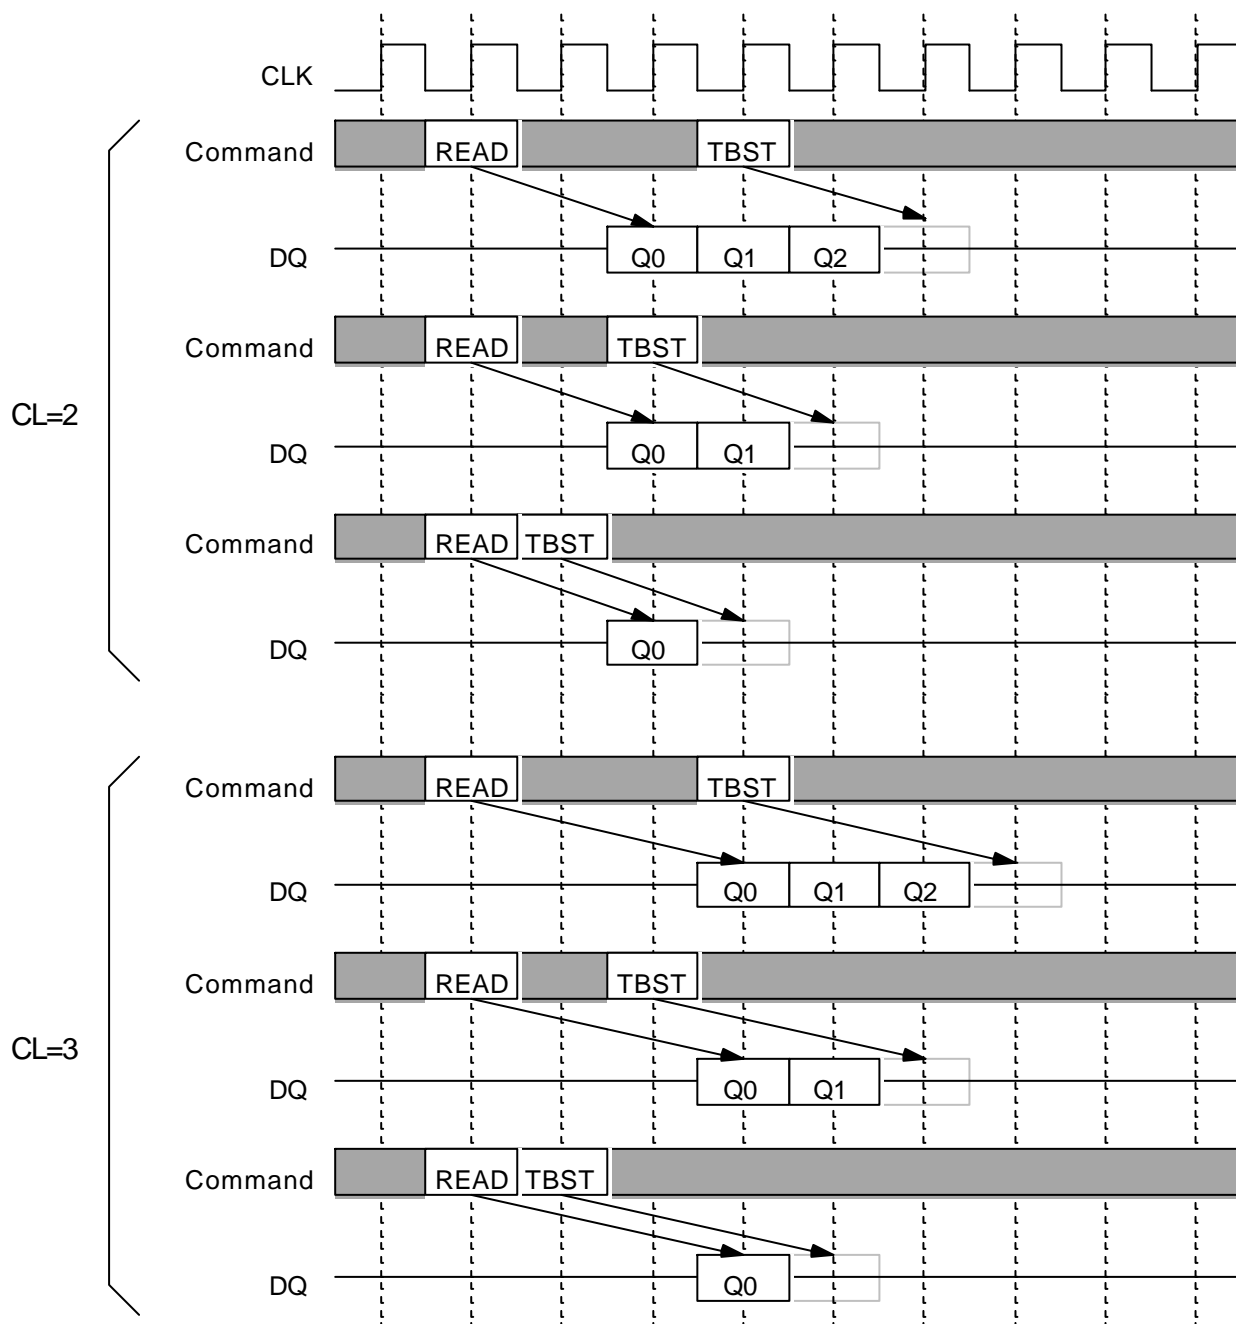 CLK
Command READ TBST
DQ Q0 Q1 Q2
Command READ TBST
CL=2
DQ Q0 Q1
Command READ TBST
DQ Q0
Command READ TBST
DQ Q0 Q1 Q2
Command READ TBST
CL=3
DQ Q0 Q1
Command READ TBST
DQ Q0